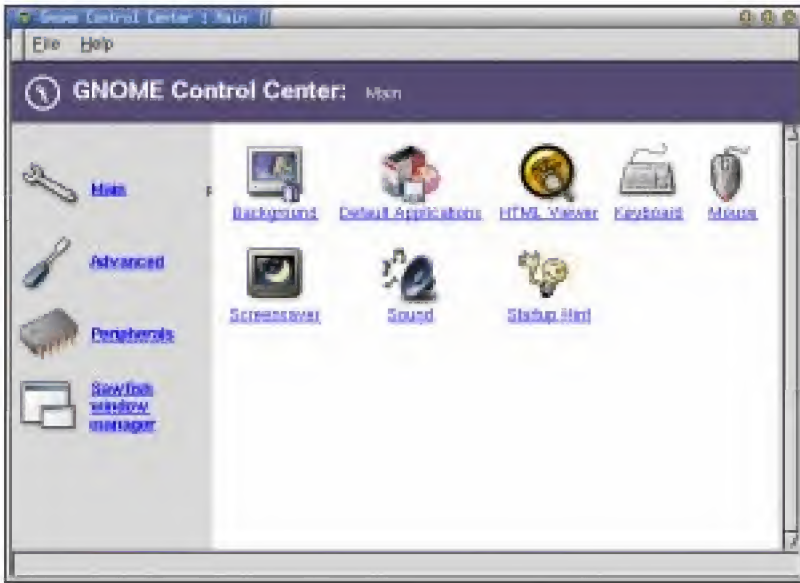 Gnome Control Center : Main
File Help
GNOME Control Center: Main
Main
Advanced
Peripherals
Sawfish
window
manager
Background
Default Applications
HTML Viewer
Keyboard
Mouse
Screensaver
Sound
Startup Hint